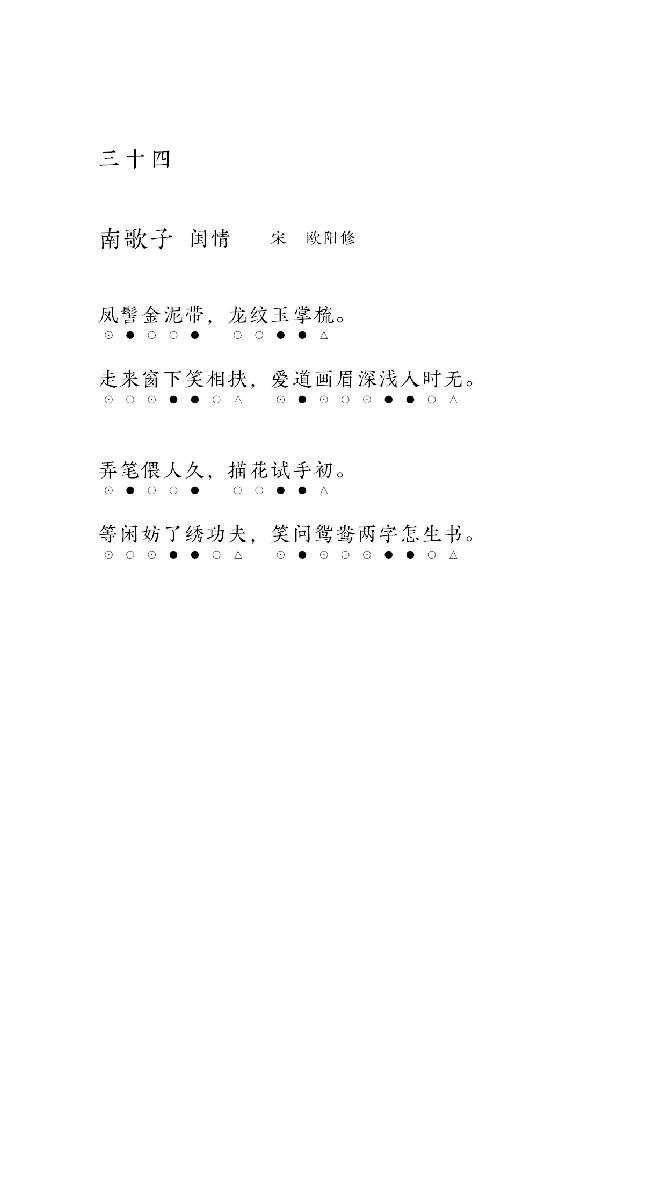 三十四
南歌子 闺情 宋 欧阳修
凤髻金泥带，龙纹玉掌梳。
⊙●○○● ○○●●△
走来窗下笑相扶，爱道画眉深浅入时无。
⊙○⊙●●○△ ⊙●⊙○⊙●●○△
弄笔偎人久，描花试手初。
⊙●○○● ○○●●△
等闲妨了绣功夫，笑问鸳鸯两字怎生书。
⊙○⊙●●○△ ⊙●⊙○⊙●●○△